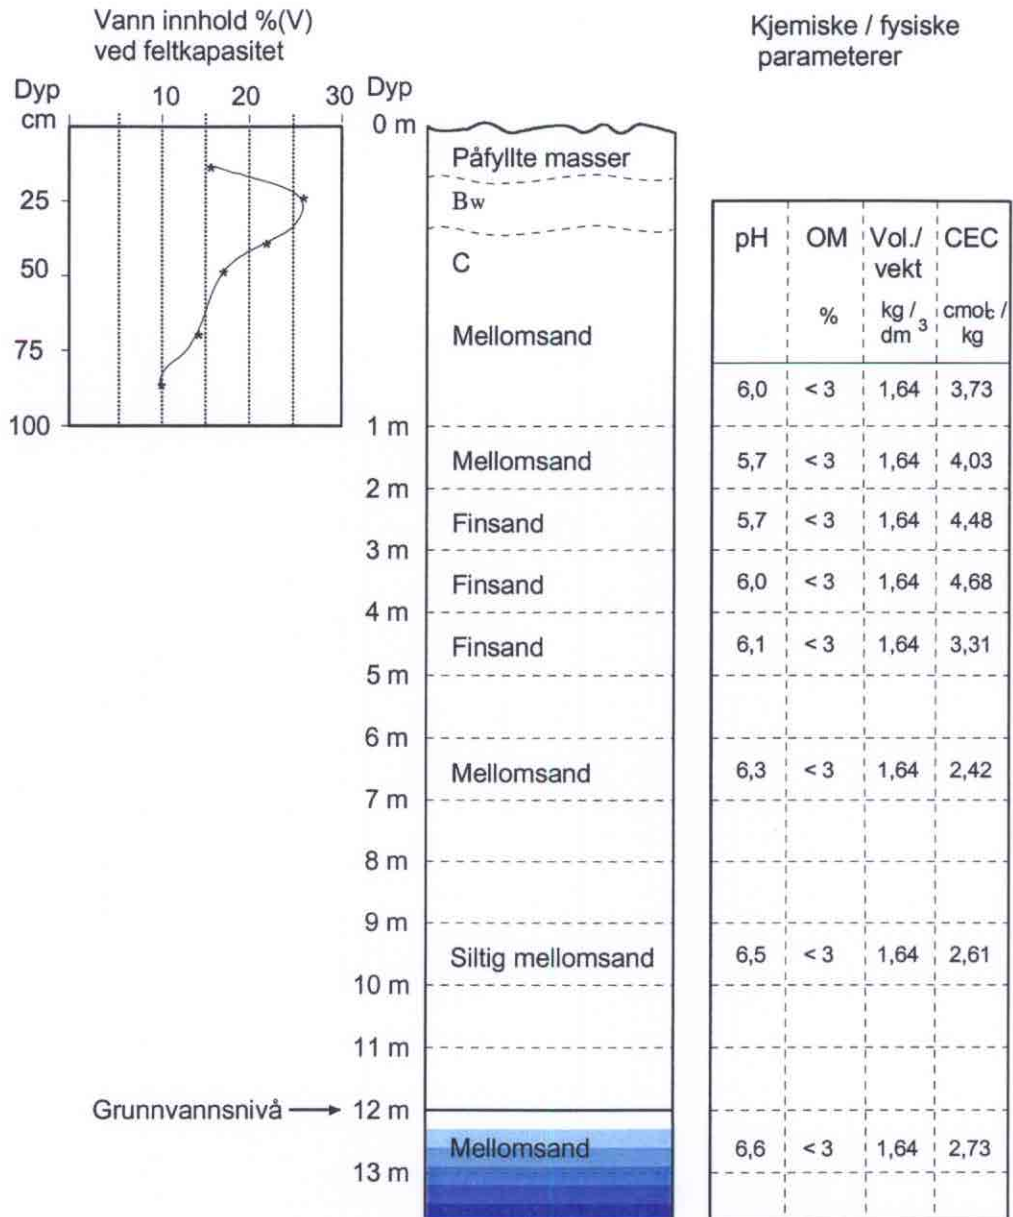 Vann innhold %(V)
ved feltkapasitet
Dyp
cm
10 20 30
25
50
75
100
Kjemiske / fysiske
parameterer
Dyp
0 m
Påfyllte masser
Bw
C
Mellomsand
1 m
Mellomsand
2 m
Finsand
3 m
Finsand
4 m
Finsand
5 m
6 m
Mellomsand
7 m
8 m
9 m
Siltig mellomsand
10 m
11 m
Grunnvannsnivå 12 m
Mellomsand
13 m
pH OM Vol./ CEC
vekt
% kg / cmolc /
dm 3 kg
6,0 < 3 1,64 3,73
5,7 < 3 1,64 4,03
5,7 < 3 1,64 4,48
6,0 < 3 1,64 4,68
6,1 < 3 1,64 3,31
6,3 < 3 1,64 2,42
6,5 < 3 1,64 2,61
6,6 < 3 1,64 2,73